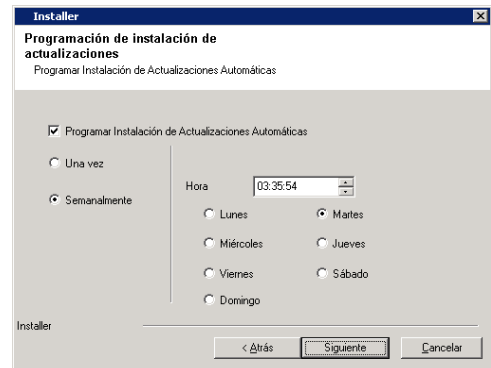 Installer
Programación de instalación de
actualizaciones
Programar Instalación de Actualizaciones Automáticas
Programar Instalación de Actualizaciones Automáticas
Una vez
Semanalmente
Hora 03:35:54
Lunes Martes
Miércoles Jueves
Viernes Sábado
Domingo
Installer
< Atrás Siguiente Cancelar